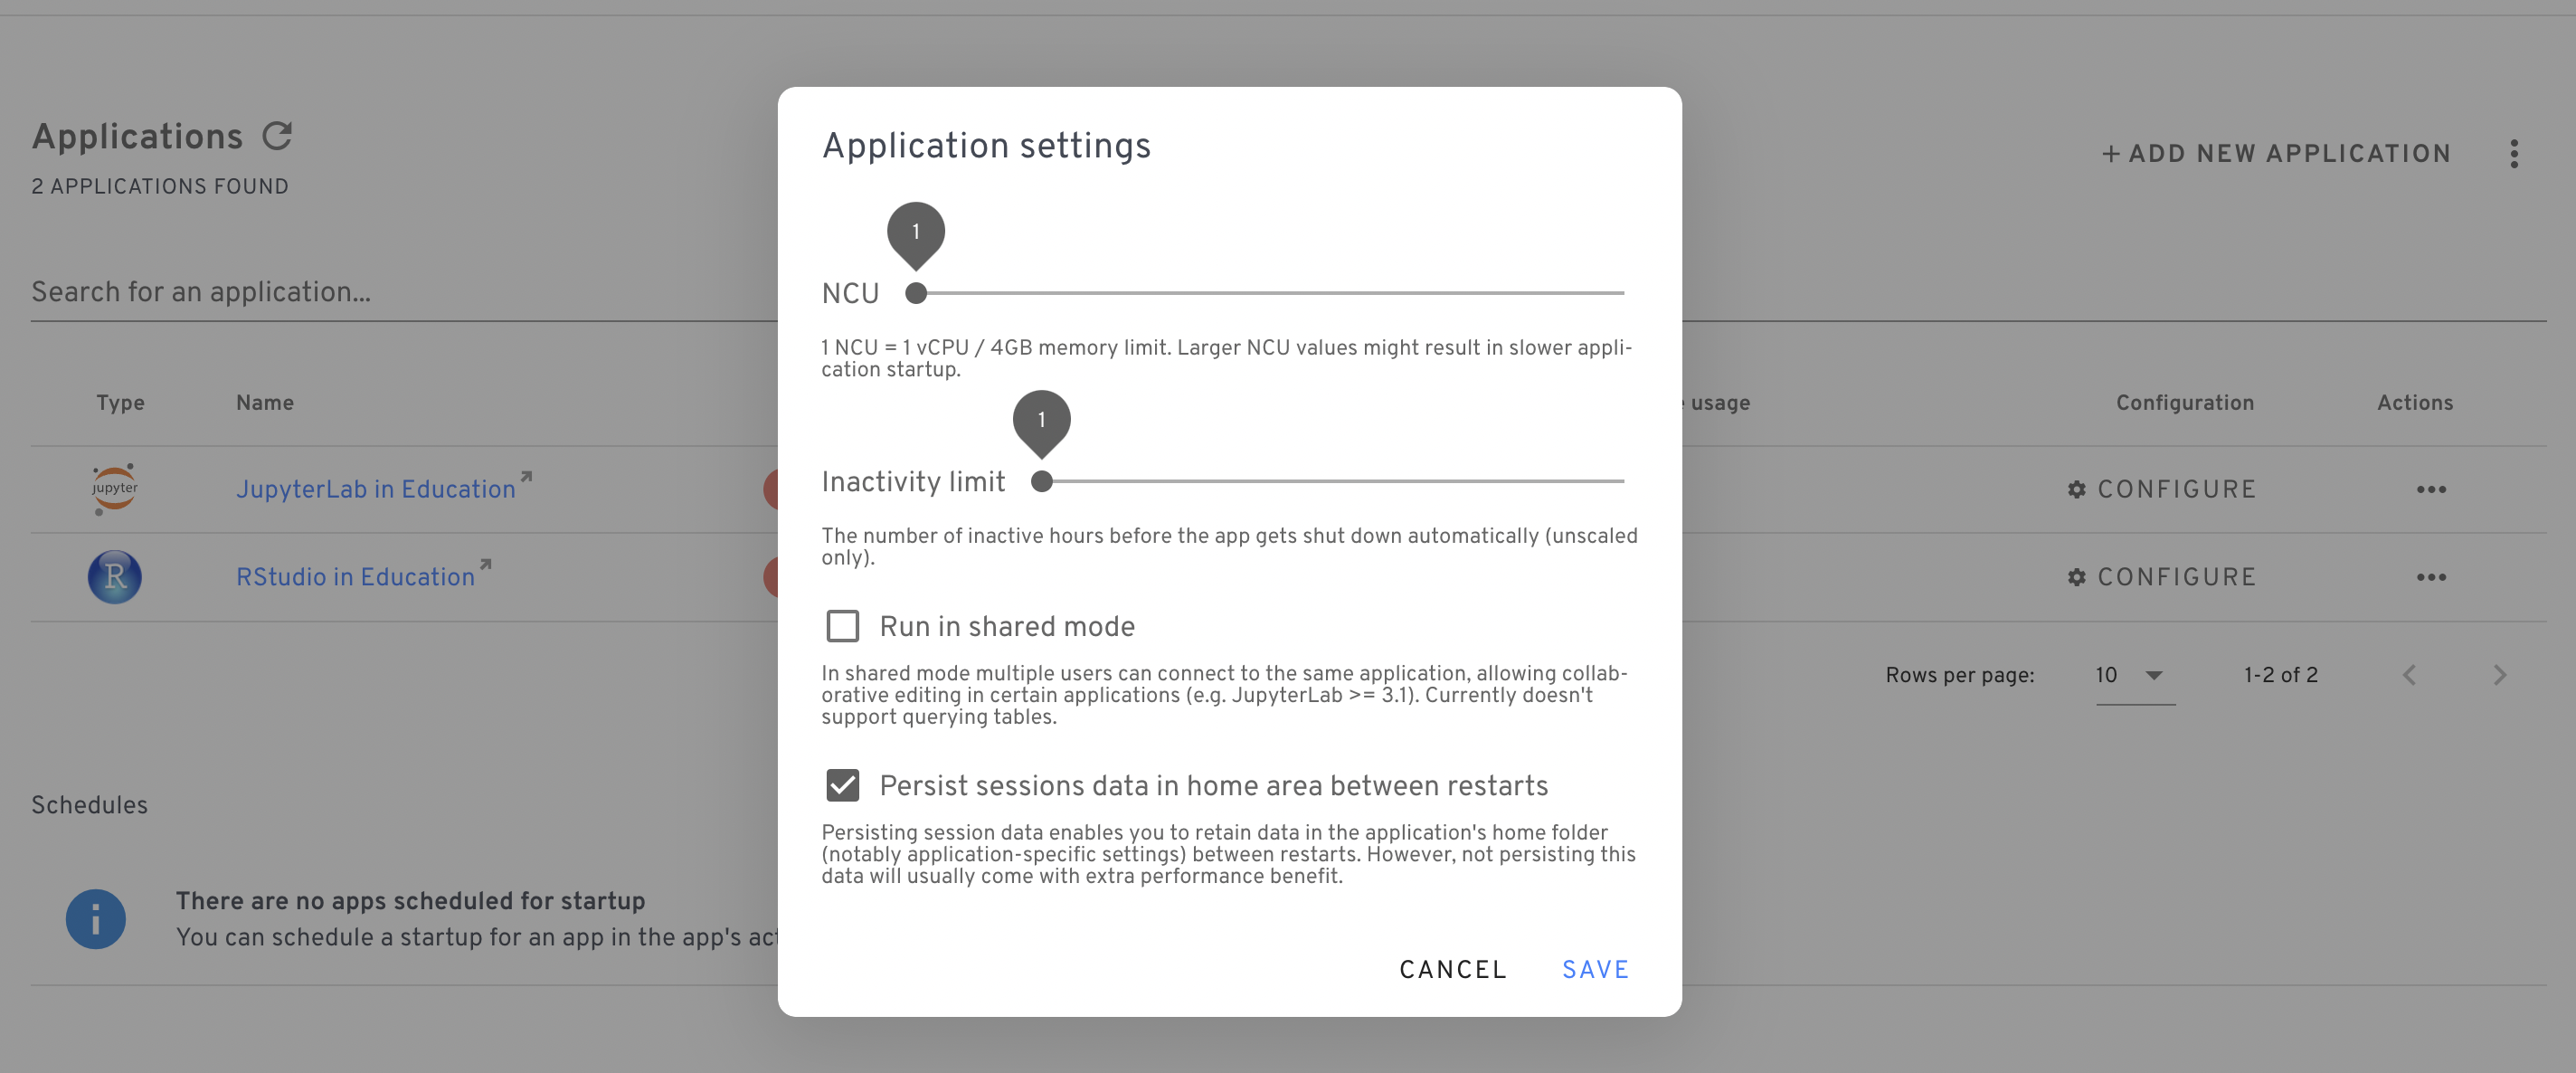 Applications
2 APPLICATIONS FOUND
+ ADD NEW APPLICATION
Search for an application...
Type Name usage Configuration Actions
jupyter JupyterLab in Education CONFIGURE
R RStudio in Education CONFIGURE
Rows per page: 10 1-2 of 2
Schedules
There are no apps scheduled for startup
You can schedule a startup for an app in the app's
Application settings
1
NCU
1 NCU = 1 vCPU / 4GB memory limit. Larger NCU values might result in slower appli-
cation startup.
1
Inactivity limit
The number of inactive hours before the app gets shut down automatically (unscaled
only).
Run in shared mode
In shared mode multiple users can connect to the same application, allowing collab-
orative editing in certain applications (e.g. JupyterLab >= 3.1). Currently doesn't
support querying tables.
Persist sessions data in home area between restarts
Persisting session data enables you to retain data in the application's home folder
(notably application-specific settings) between restarts. However, not persisting this
data will usually come with extra performance benefit.
CANCEL SAVE